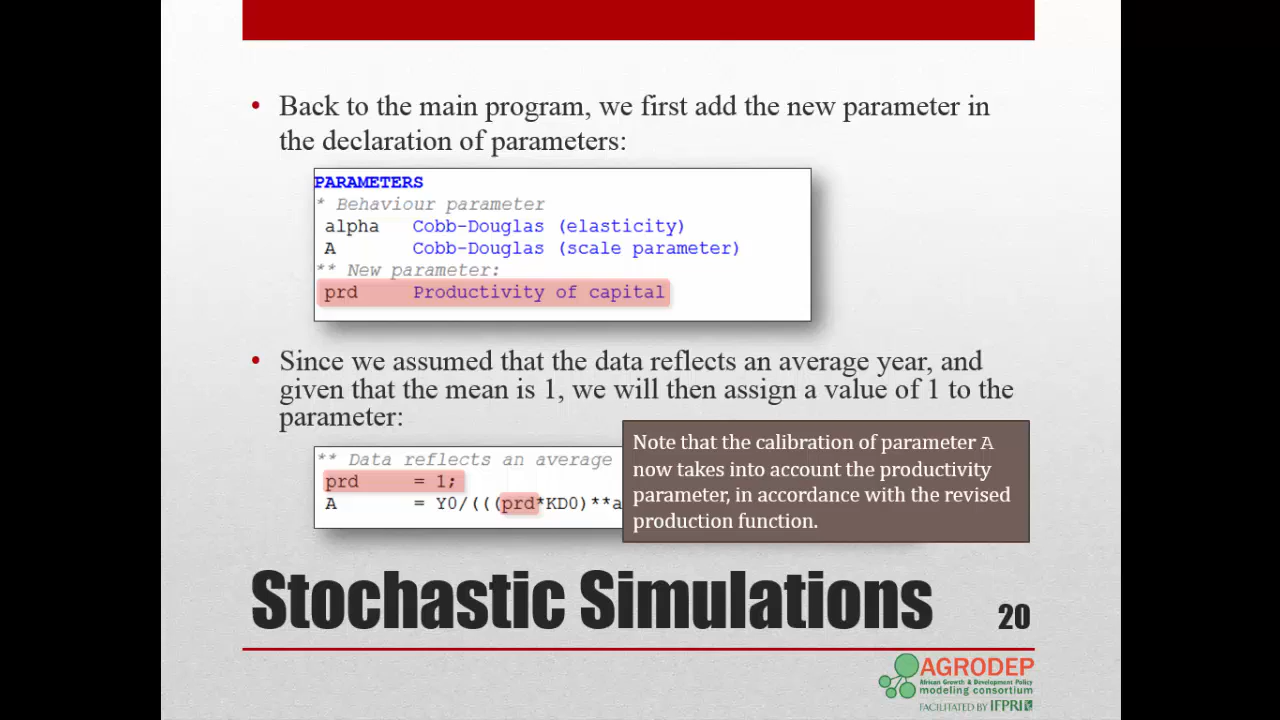 • Back to the main program, we first add the new parameter in
the declaration of parameters:
PARAMETERS
* Behaviour parameter
alpha Cobb-Douglas (elasticity)
A Cobb-Douglas (scale parameter)
** New parameter:
prd Productivity of capital
• Since we assumed that the data reflects an average year, and
given that the mean is 1, we will then assign a value of 1 to the
parameter:
** Data reflects an average
prd = 1;
A = Y0/(((prd*KD0)**a
Note that the calibration of parameter A
now takes into account the productivity
parameter, in accordance with the revised
production function.
Stochastic Simulations
20
AGRODEP
African Growth & Development Policy
modeling consortium
FACILITATED BY IFPRI